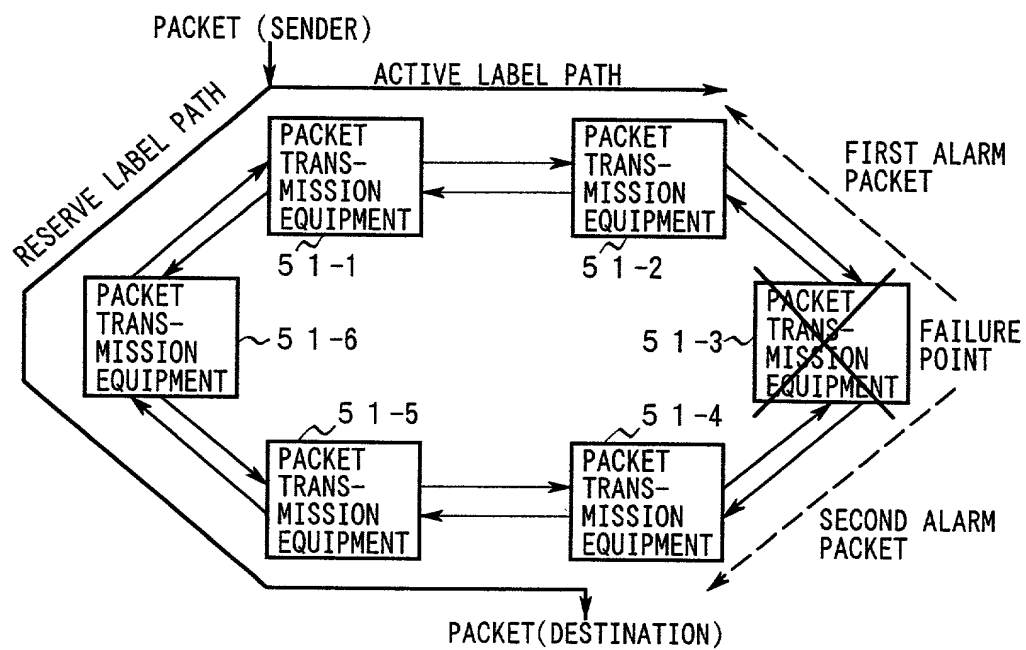 PACKET (SENDER)
ACTIVE LABEL PATH
RESERVE LABEL PATH
PACKET
TRANS-
MISSION
EQUIPMENT
51-1
PACKET
TRANS-
MISSION
EQUIPMENT
51-2
FIRST ALARM
PACKET
PACKET
TRANS-
MISSION
EQUIPMENT
51-6
51-3
PACKET
TRANS-
MISSION
EQUIPMENT
FAILURE
POINT
51-5
PACKET
TRANS-
MISSION
EQUIPMENT
51-4
PACKET
TRANS-
MISSION
EQUIPMENT
SECOND ALARM
PACKET
PACKET(DESTINATION)